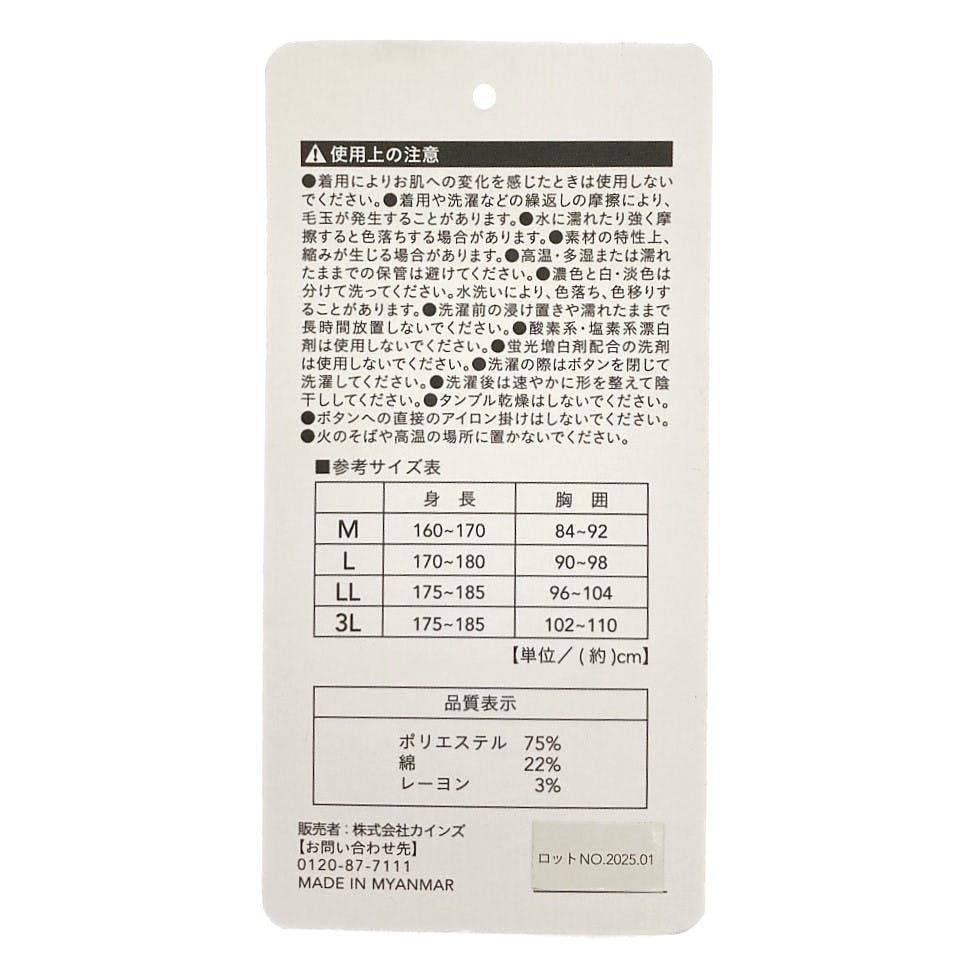 使用上の注意
●着用によりお肌への変化を感じたときは使用しない
でください。●着用や洗濯などの繰返しの摩擦により、
毛玉が発生することがあります。●水に濡れたり強く摩
擦すると色落ちする場合があります。●素材の特性上、
縮みが生じる場合があります。●高温・多湿または濡れ
たままでの保管は避けてください。●濃色と白・淡色は
分けて洗ってください。水洗いにより、色落ち、色移りす
ることがあります。●洗濯前の浸け置きや濡れたままで
長時間放置しないでください。●酸素系・塩素系漂白
剤は使用しないでください。●蛍光増白剤配合の洗剤
は使用しないでください。●洗濯の際はボタンを閉じて
洗濯してください。●洗濯後は速やかに形を整えて陰
干ししてください。●タンブル乾燥はしないでください。
●ボタンへの直接のアイロン掛けはしないでください。
●火のそばや高温の場所に置かないでください。
■参考サイズ表
身 長 胸 囲
M 160~170 84~92
L 170~180 90~98
LL 175~185 96~104
3L 175~185 102~110
【単位／(約)cm】
品質表示
ポリエステル 75%
綿 22%
レーヨン 3%
販売者：株式会社カインズ
【お問い合わせ先】
0120-87-7111
MADE IN MYANMAR
ロットNO.2025.01